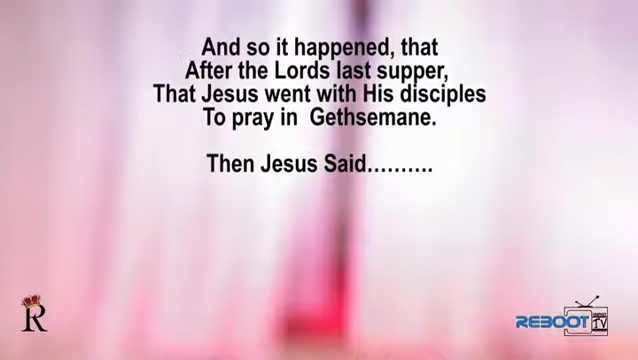 And so it happened, that
After the Lords last supper,
That Jesus went with His disciples
To pray in Gethsemane.
Then Jesus Said……….
R
REBOOT TV